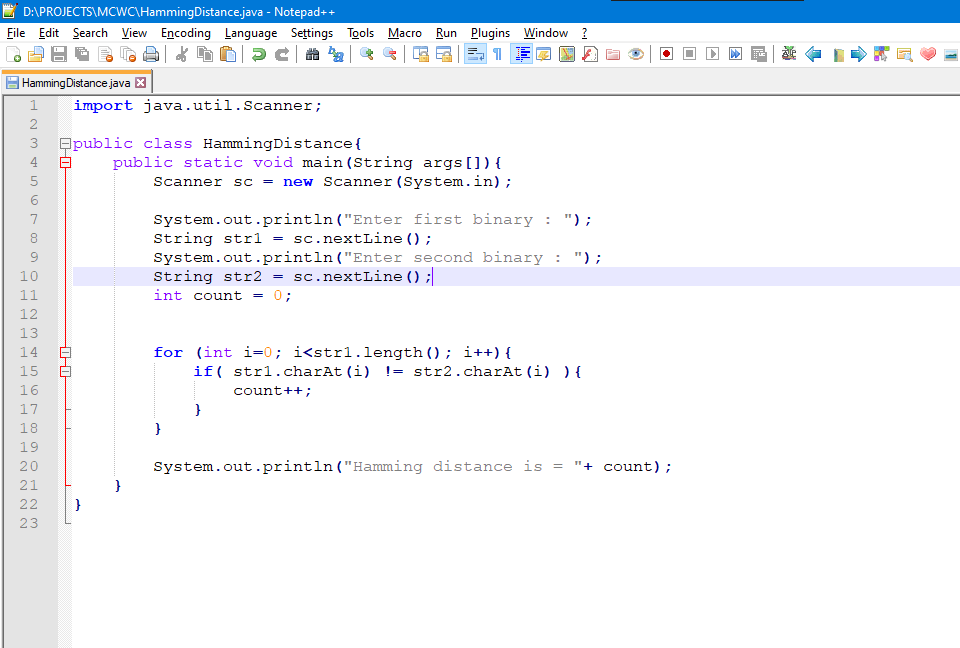 D:\PROJECTS\MCWC\HammingDistance.java - Notepad++
File Edit Search View Encoding Language Settings Tools Macro Run Plugins Window ?
HammingDistance.java
1 import java.util.Scanner;
2
3 public class HammingDistance{
4 public static void main(String args[]){
5 Scanner sc = new Scanner(System.in);
6
7 System.out.println("Enter first binary : ");
8 String str1 = sc.nextLine();
9 System.out.println("Enter second binary : ");
10 String str2 = sc.nextLine();
11 int count = 0;
12
13
14 for (int i=0; i<str1.length(); i++){
15 if( str1.charAt(i) != str2.charAt(i) ){
16 count++;
17 }
18 }
19
20 System.out.println("Hamming distance is = "+ count);
21 }
22 }
23